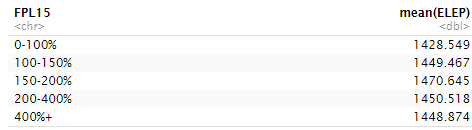 FPL15 mean(ELEP)
<chr> <dbl>
0-100% 1428.549
100-150% 1449.467
150-200% 1470.645
200-400% 1450.518
400%+ 1448.874